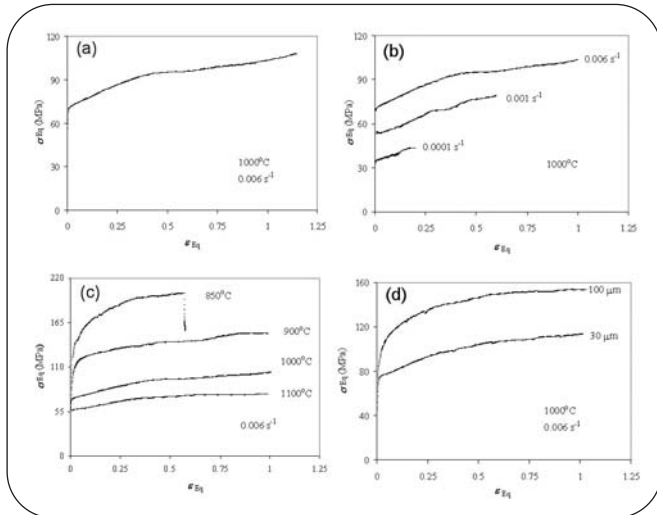 (a)
120
90
60
30
0
σEq (MPa)
1000°C
0.006 s⁻¹
0 0.25 0.5 0.75 1 1.25
εEq
(b)
120
90
60
30
0
σEq (MPa)
0.006 s⁻¹
0.001 s⁻¹
0.0001 s⁻¹
1000°C
0 0.25 0.5 0.75 1 1.25
εEq
(c)
220
165
110
55
0
σEq (MPa)
850°C
900°C
1000°C
1100°C
0.006 s⁻¹
0 0.25 0.5 0.75 1 1.25
εEq
(d)
160
120
80
40
0
σEq (MPa)
100 μm
30 μm
1000°C
0.006 s⁻¹
0 0.25 0.5 0.75 1 1.25
εEq